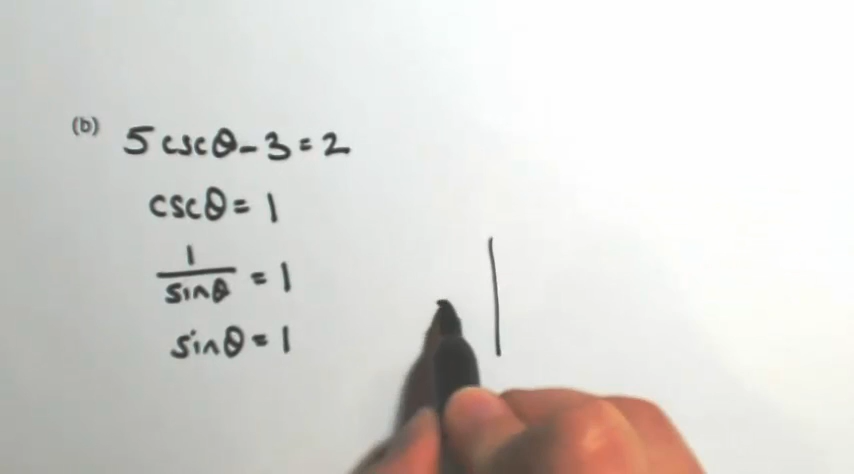 (b) 5 cscθ - 3 = 2
cscθ = 1
1/sinθ = 1
sinθ = 1